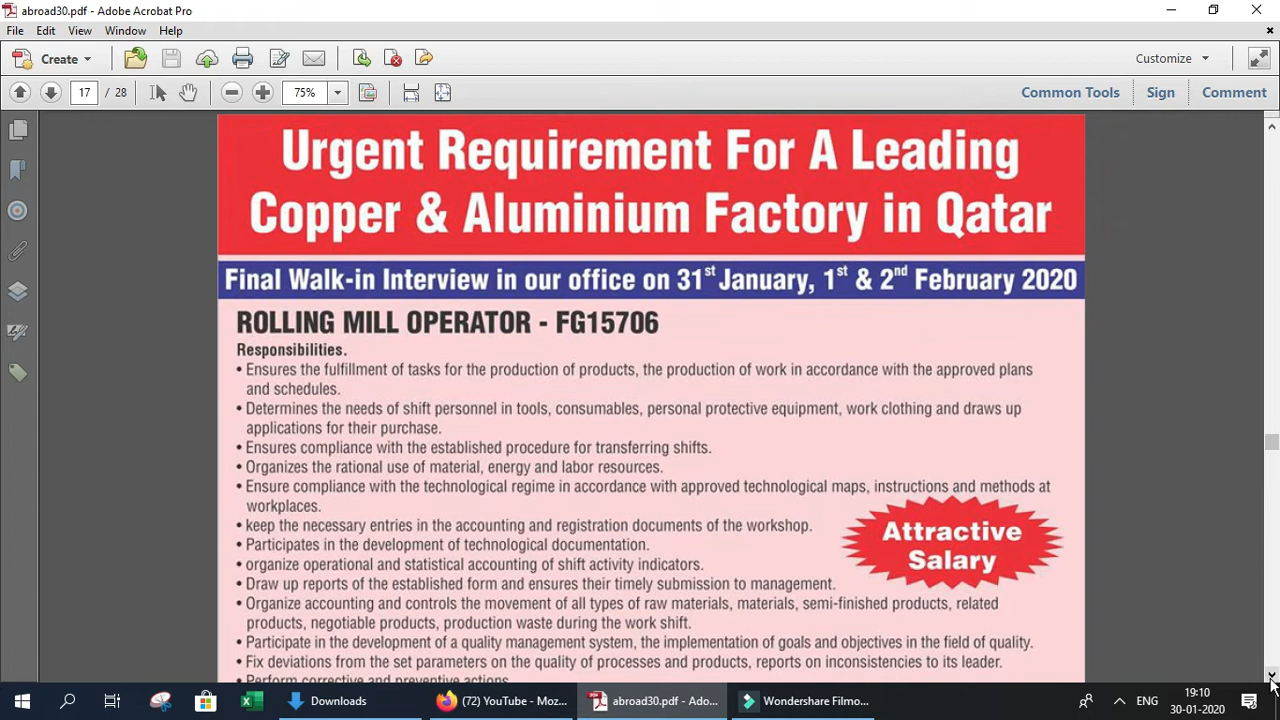 abroad30.pdf - Adobe Acrobat Pro
File Edit View Window Help
Create Customize
17 / 28 75% Common Tools Sign Comment
Urgent Requirement For A Leading
Copper & Aluminium Factory in Qatar
Final Walk-in Interview in our office on 31st January, 1st & 2nd February 2020
ROLLING MILL OPERATOR - FG15706
Responsibilities.
• Ensures the fulfillment of tasks for the production of products, the production of work in accordance with the approved plans
and schedules.
• Determines the needs of shift personnel in tools, consumables, personal protective equipment, work clothing and draws up
applications for their purchase.
• Ensures compliance with the established procedure for transferring shifts.
• Organizes the rational use of material, energy and labor resources.
• Ensure compliance with the technological regime in accordance with approved technological maps, instructions and methods at
workplaces.
• keep the necessary entries in the accounting and registration documents of the workshop.
• Participates in the development of technological documentation.
• organize operational and statistical accounting of shift activity indicators.
• Draw up reports of the established form and ensures their timely submission to management.
• Organize accounting and controls the movement of all types of raw materials, materials, semi-finished products, related
products, negotiable products, production waste during the work shift.
• Participate in the development of a quality management system, the implementation of goals and objectives in the field of quality.
• Fix deviations from the set parameters on the quality of processes and products, reports on inconsistencies to its leader.
• Perform corrective and preventive actions
Attractive
Salary
Downloads (72) YouTube - Moz... abroad30.pdf - Ado... Wondershare Filmo... ENG 19:10
30-01-2020